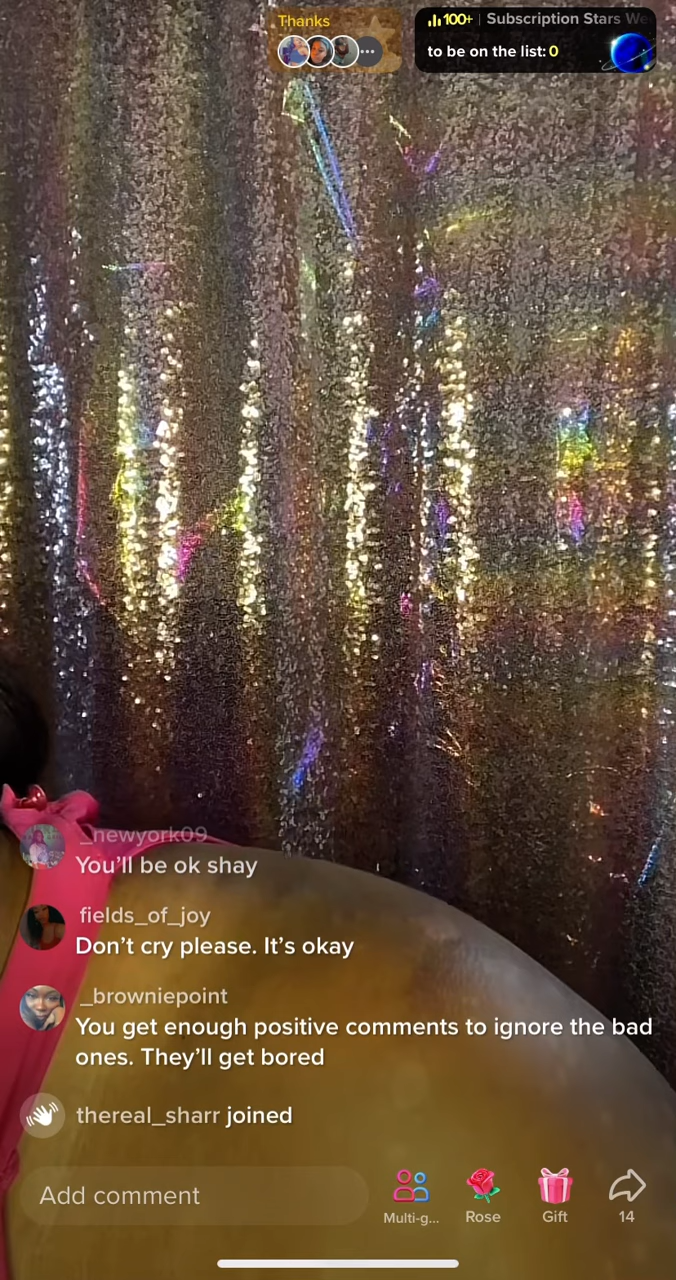 Thanks
100+ | Subscription Stars We
to be on the list: 0
_newyork09
You'll be ok shay
fields_of_joy
Don't cry please. It's okay
_browniepoint
You get enough positive comments to ignore the bad
ones. They'll get bored
thereal_sharr joined
Add comment
Multi-g...
Rose
Gift
14